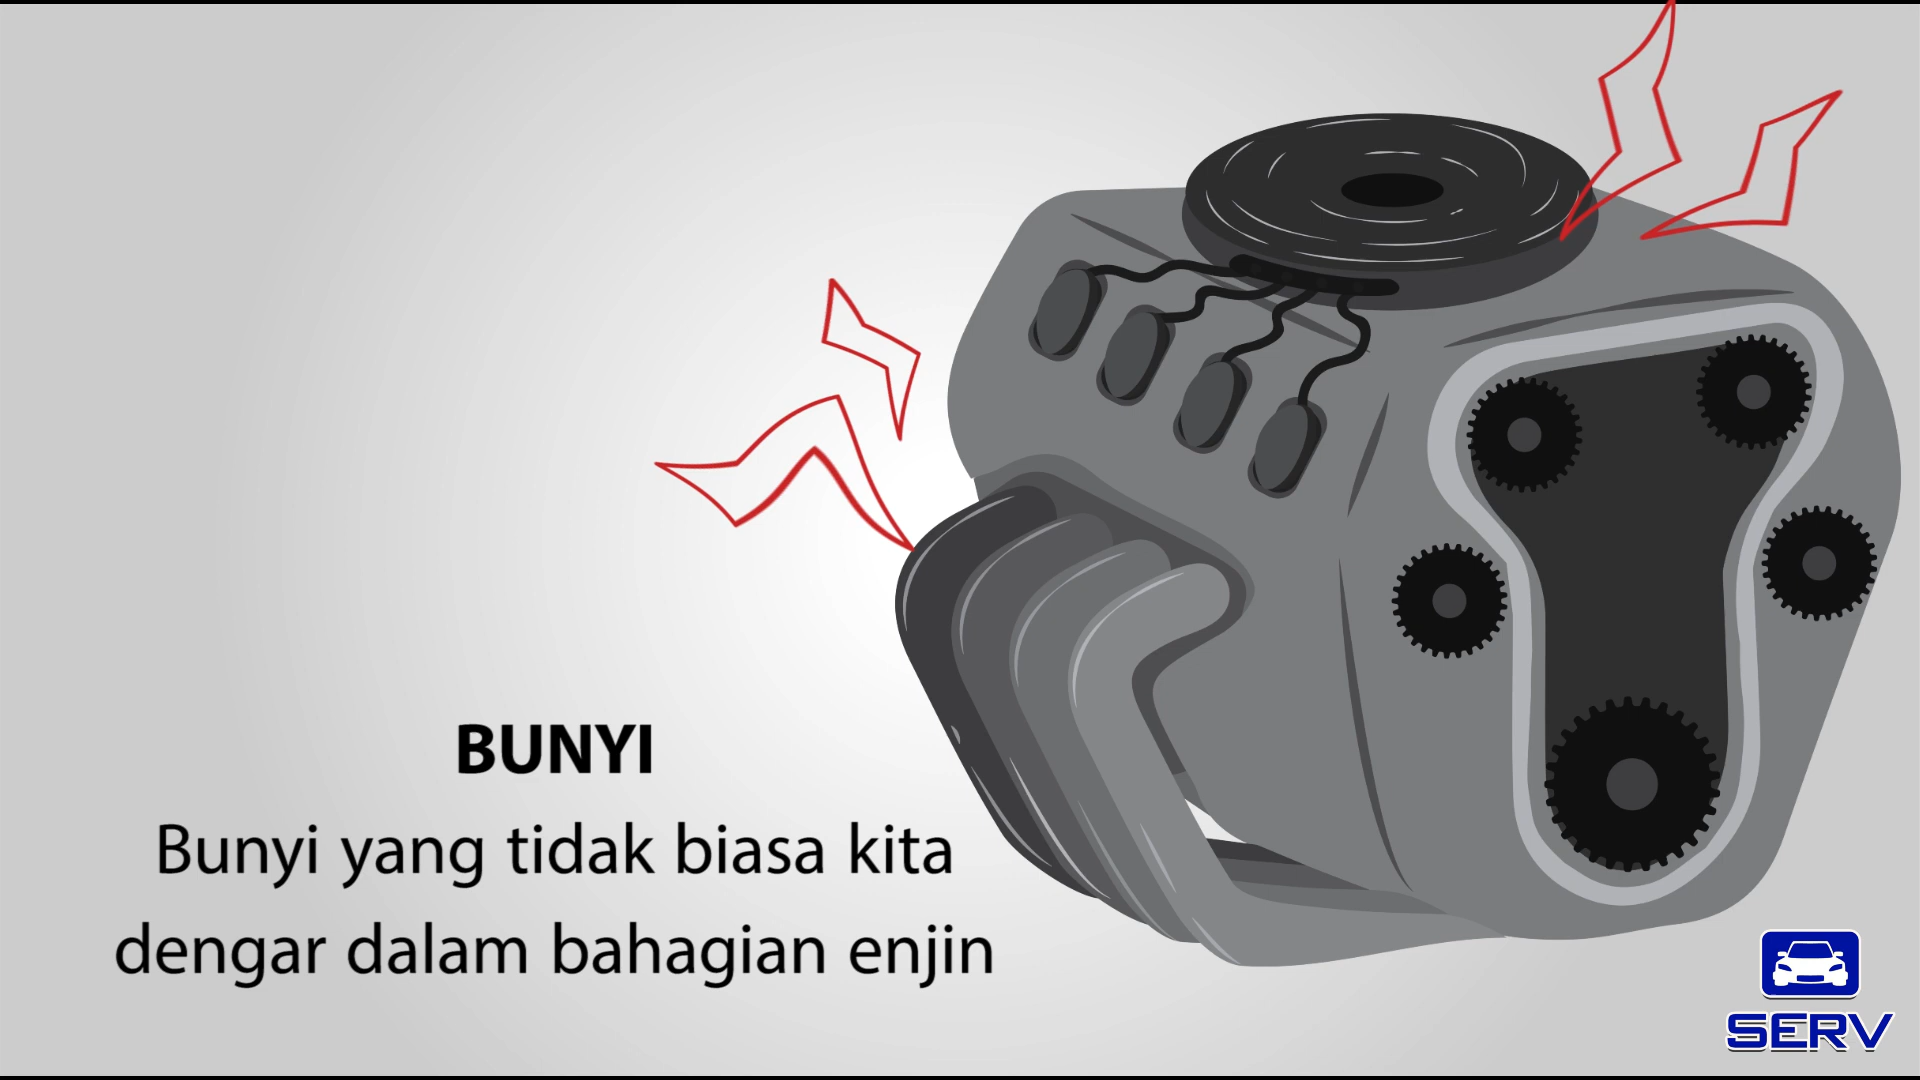 BUNYI
Bunyi yang tidak biasa kita
dengar dalam bahagian enjin
SERV